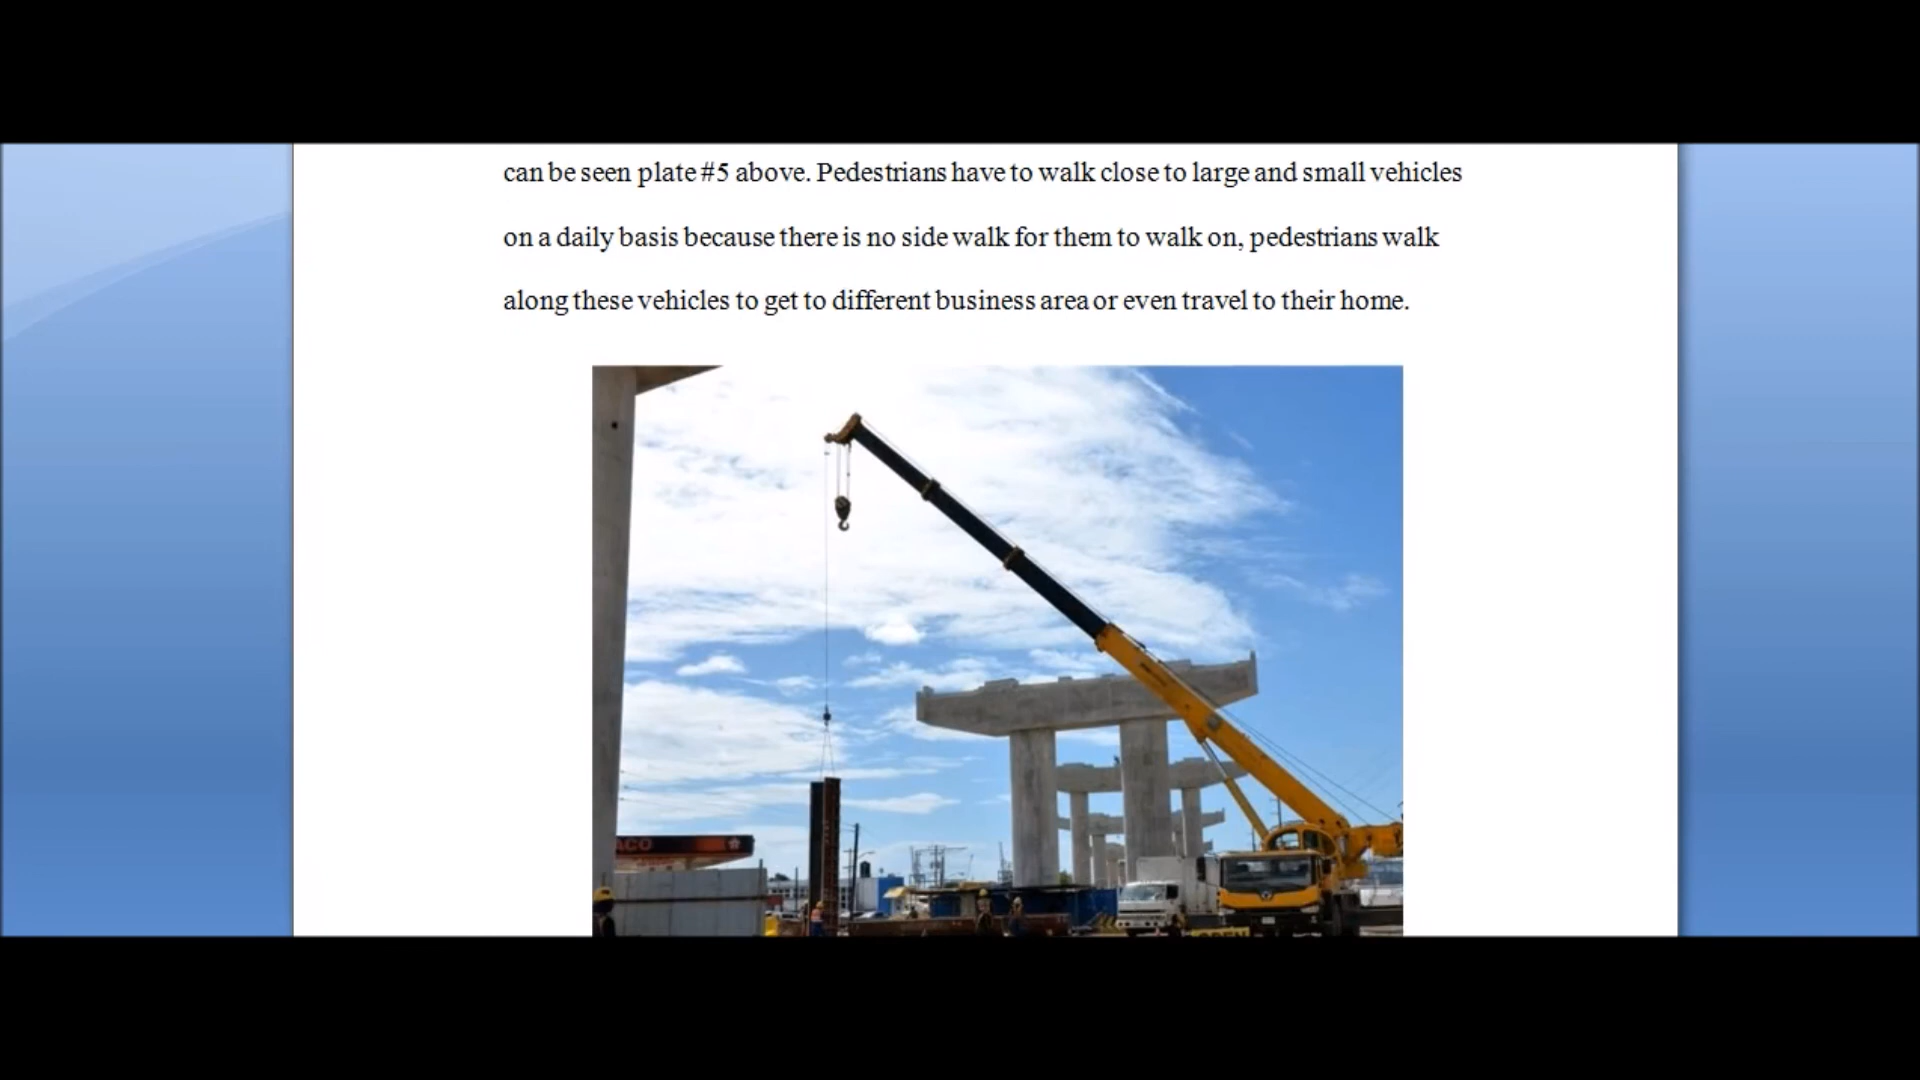 can be seen plate #5 above. Pedestrians have to walk close to large and small vehicles
on a daily basis because there is no side walk for them to walk on, pedestrians walk
along these vehicles to get to different business area or even travel to their home.
ACO